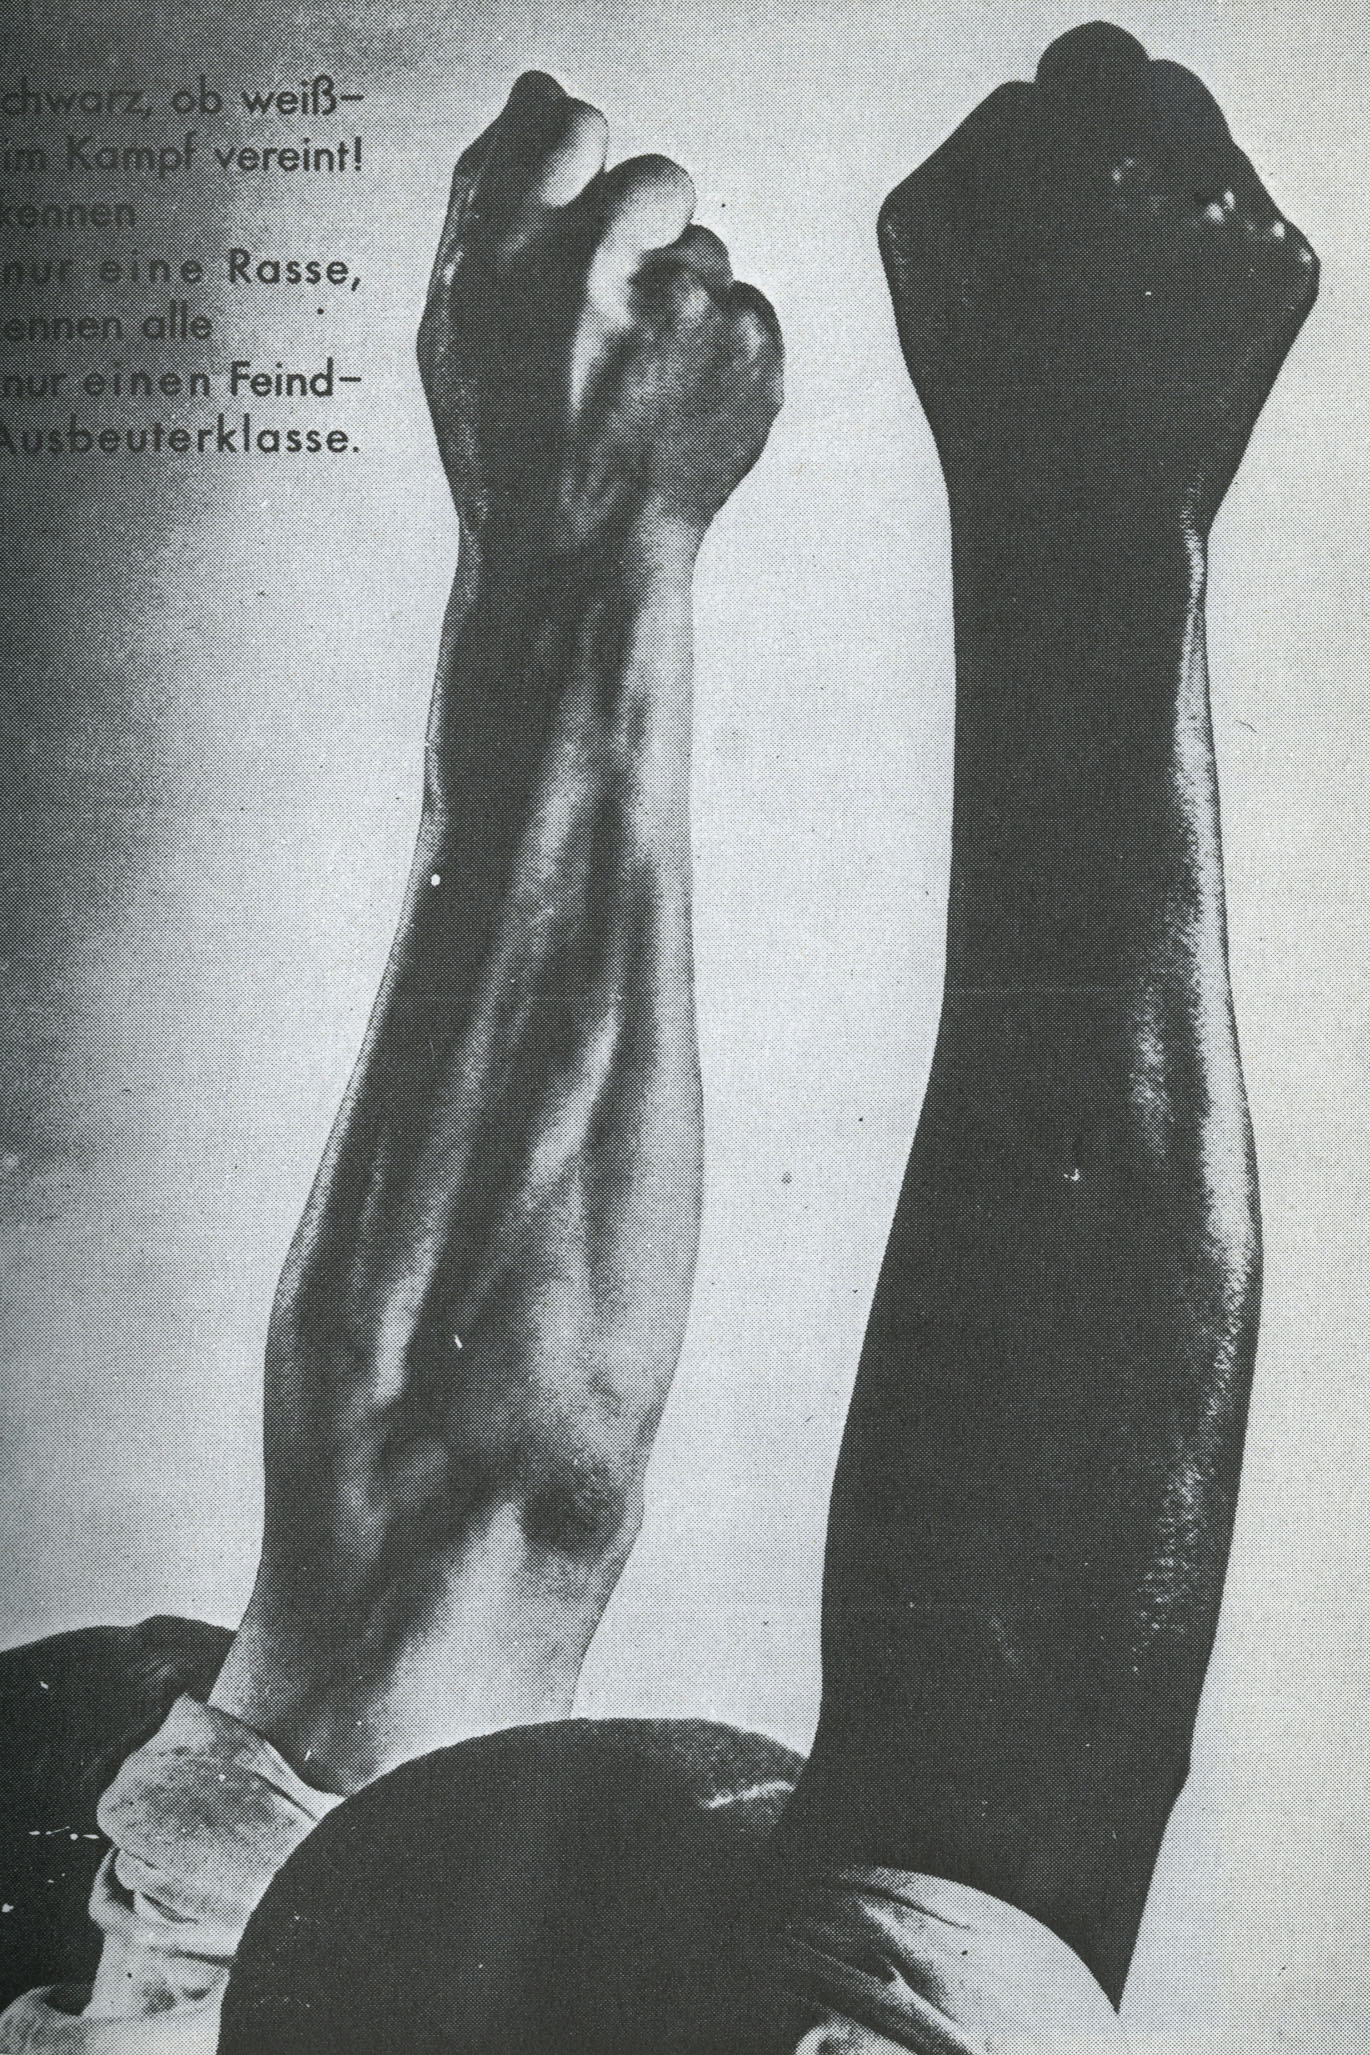 chwarz, ob weiß–
im Kampf vereint!
kennen
nur eine Rasse,
ennen alle
nur einen Feind–
Ausbeuterklasse.